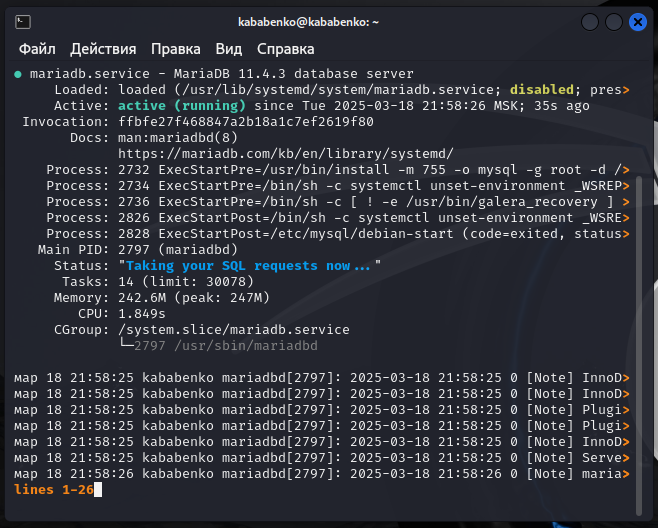 kababenko@kababenko: ~
Файл Действия Правка Вид Справка
● mariadb.service - MariaDB 11.4.3 database server
Loaded: loaded (/usr/lib/systemd/system/mariadb.service; disabled; pres>
Active: active (running) since Tue 2025-03-18 21:58:26 MSK; 35s ago
Invocation: ffbfe27f468847a2b18a1c7ef2619f80
Docs: man:mariadbd(8)
https://mariadb.com/kb/en/library/systemd/
Process: 2732 ExecStartPre=/usr/bin/install -m 755 -o mysql -g root -d />
Process: 2734 ExecStartPre=/bin/sh -c systemctl unset-environment _WSREP>
Process: 2736 ExecStartPre=/bin/sh -c [ ! -e /usr/bin/galera_recovery ] >
Process: 2826 ExecStartPost=/bin/sh -c systemctl unset-environment _WSRE>
Process: 2828 ExecStartPost=/etc/mysql/debian-start (code=exited, status>
Main PID: 2797 (mariadbd)
Status: "Taking your SQL requests now..."
Tasks: 14 (limit: 30078)
Memory: 242.6M (peak: 247M)
CPU: 1.849s
CGroup: /system.slice/mariadb.service
└─2797 /usr/sbin/mariadbd
мар 18 21:58:25 kababenko mariadbd[2797]: 2025-03-18 21:58:25 0 [Note] InnoD>
мар 18 21:58:25 kababenko mariadbd[2797]: 2025-03-18 21:58:25 0 [Note] InnoD>
мар 18 21:58:25 kababenko mariadbd[2797]: 2025-03-18 21:58:25 0 [Note] Plugi>
мар 18 21:58:25 kababenko mariadbd[2797]: 2025-03-18 21:58:25 0 [Note] Plugi>
мар 18 21:58:25 kababenko mariadbd[2797]: 2025-03-18 21:58:25 0 [Note] InnoD>
мар 18 21:58:25 kababenko mariadbd[2797]: 2025-03-18 21:58:25 0 [Note] Serve>
мар 18 21:58:26 kababenko mariadbd[2797]: 2025-03-18 21:58:26 0 [Note] maria>
lines 1-26